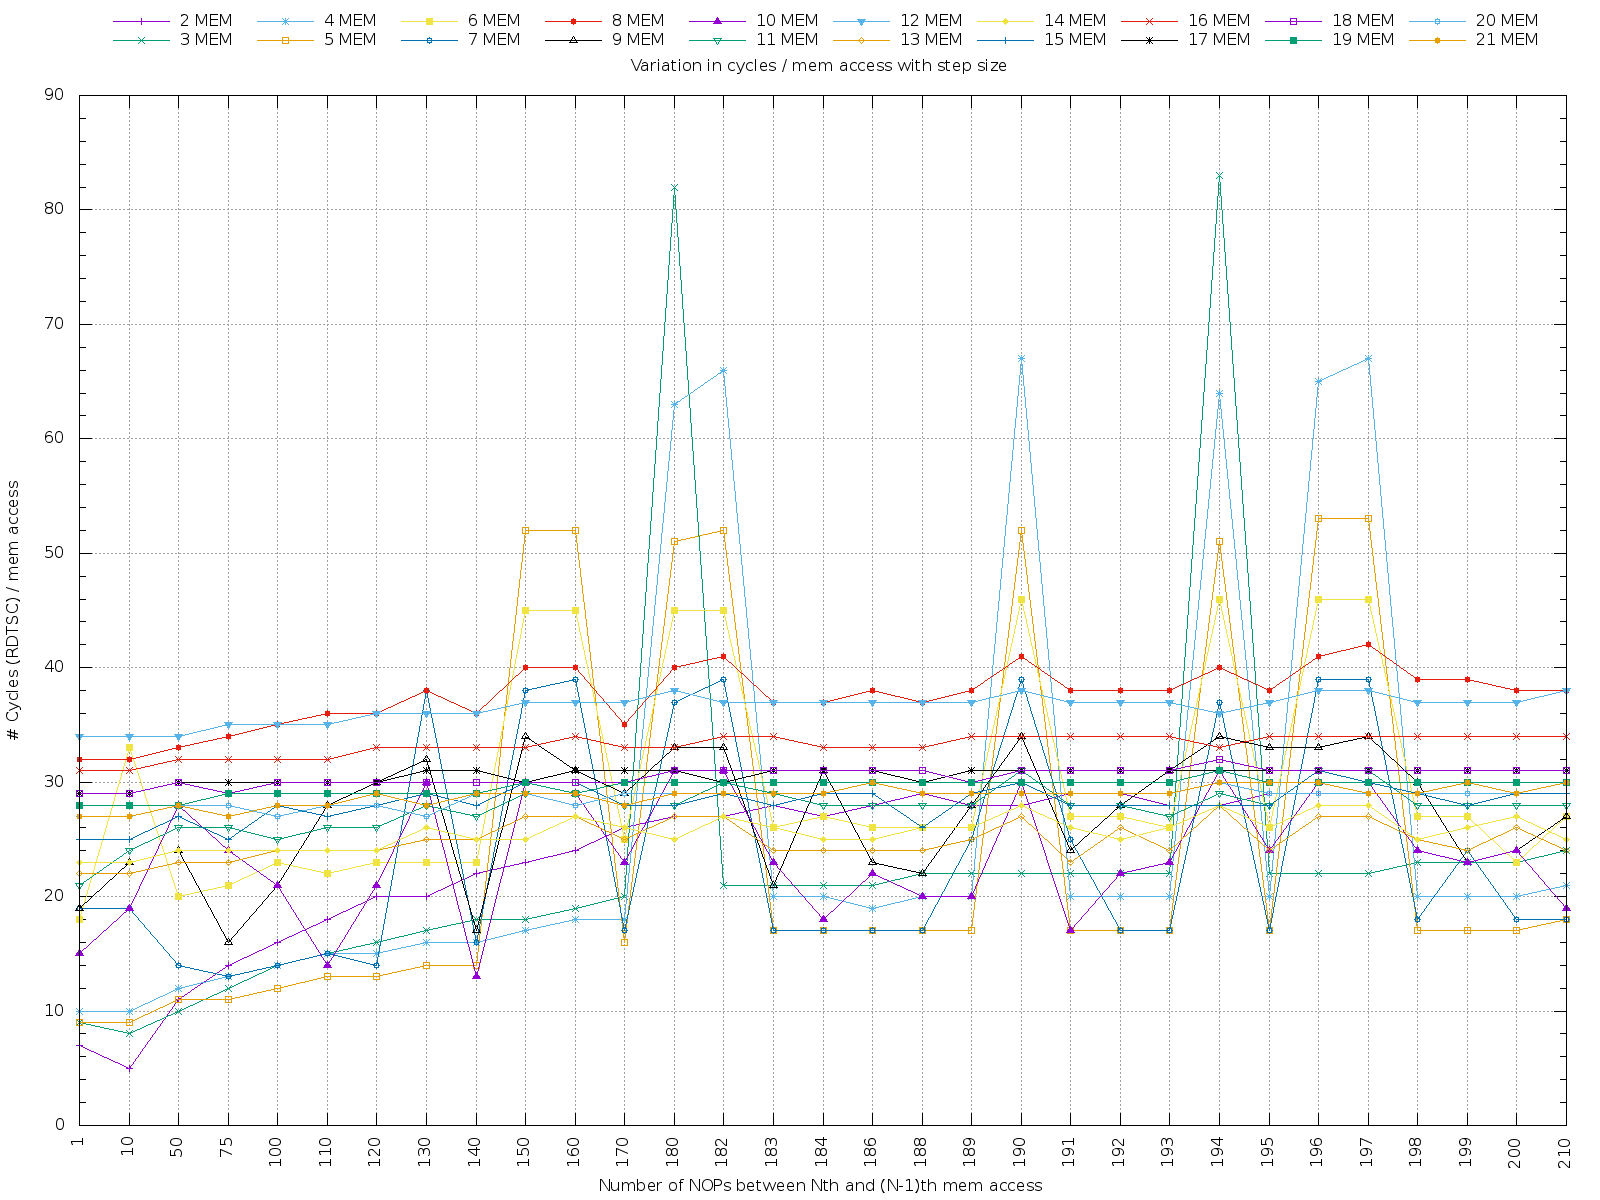 2 MEM 4 MEM 6 MEM 8 MEM 10 MEM 12 MEM 14 MEM 16 MEM 18 MEM 20 MEM
3 MEM 5 MEM 7 MEM 9 MEM 11 MEM 13 MEM 15 MEM 17 MEM 19 MEM 21 MEM
Variation in cycles / mem access with step size
90
80
70
60
50
40
30
20
10
0
# Cycles (RDTSC) / mem access
1 10 50 75 100 110 120 130 140 150 160 170 180 182 183 184 186 188 189 190 191 192 193 194 195 196 197 198 199 200 210
Number of NOPs between Nth and (N-1)th mem access